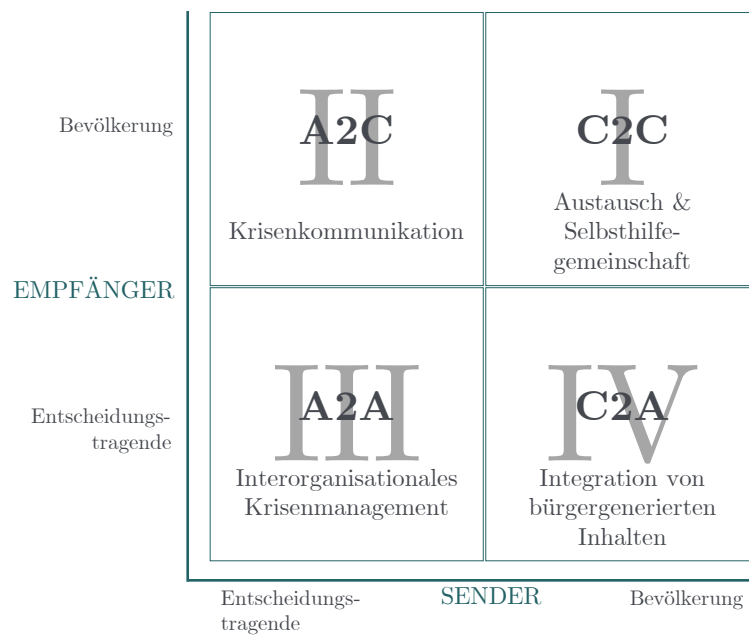 Bevölkerung
II
A2C
Krisenkommunikation
I
C2C
Austausch &
Selbsthilfe-
gemeinschaft
EMPFÄNGER
Entscheidungs-
tragende
III
A2A
Interorganisationales
Krisenmanagement
IV
C2A
Integration von
bürgergenerierten
Inhalten
Entscheidungs-
tragende
SENDER
Bevölkerung